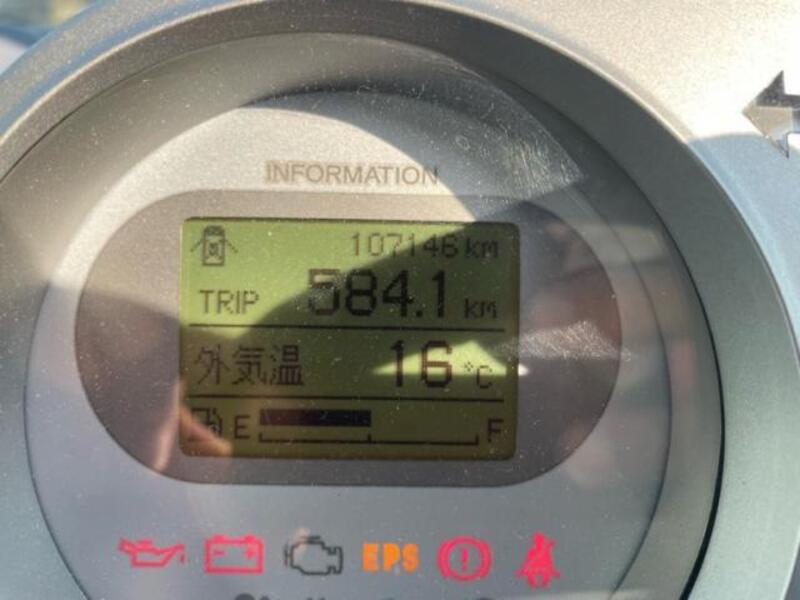 INFORMATION
107146 km
TRIP 584.1 km
外気温 16 °C
E F
EPS